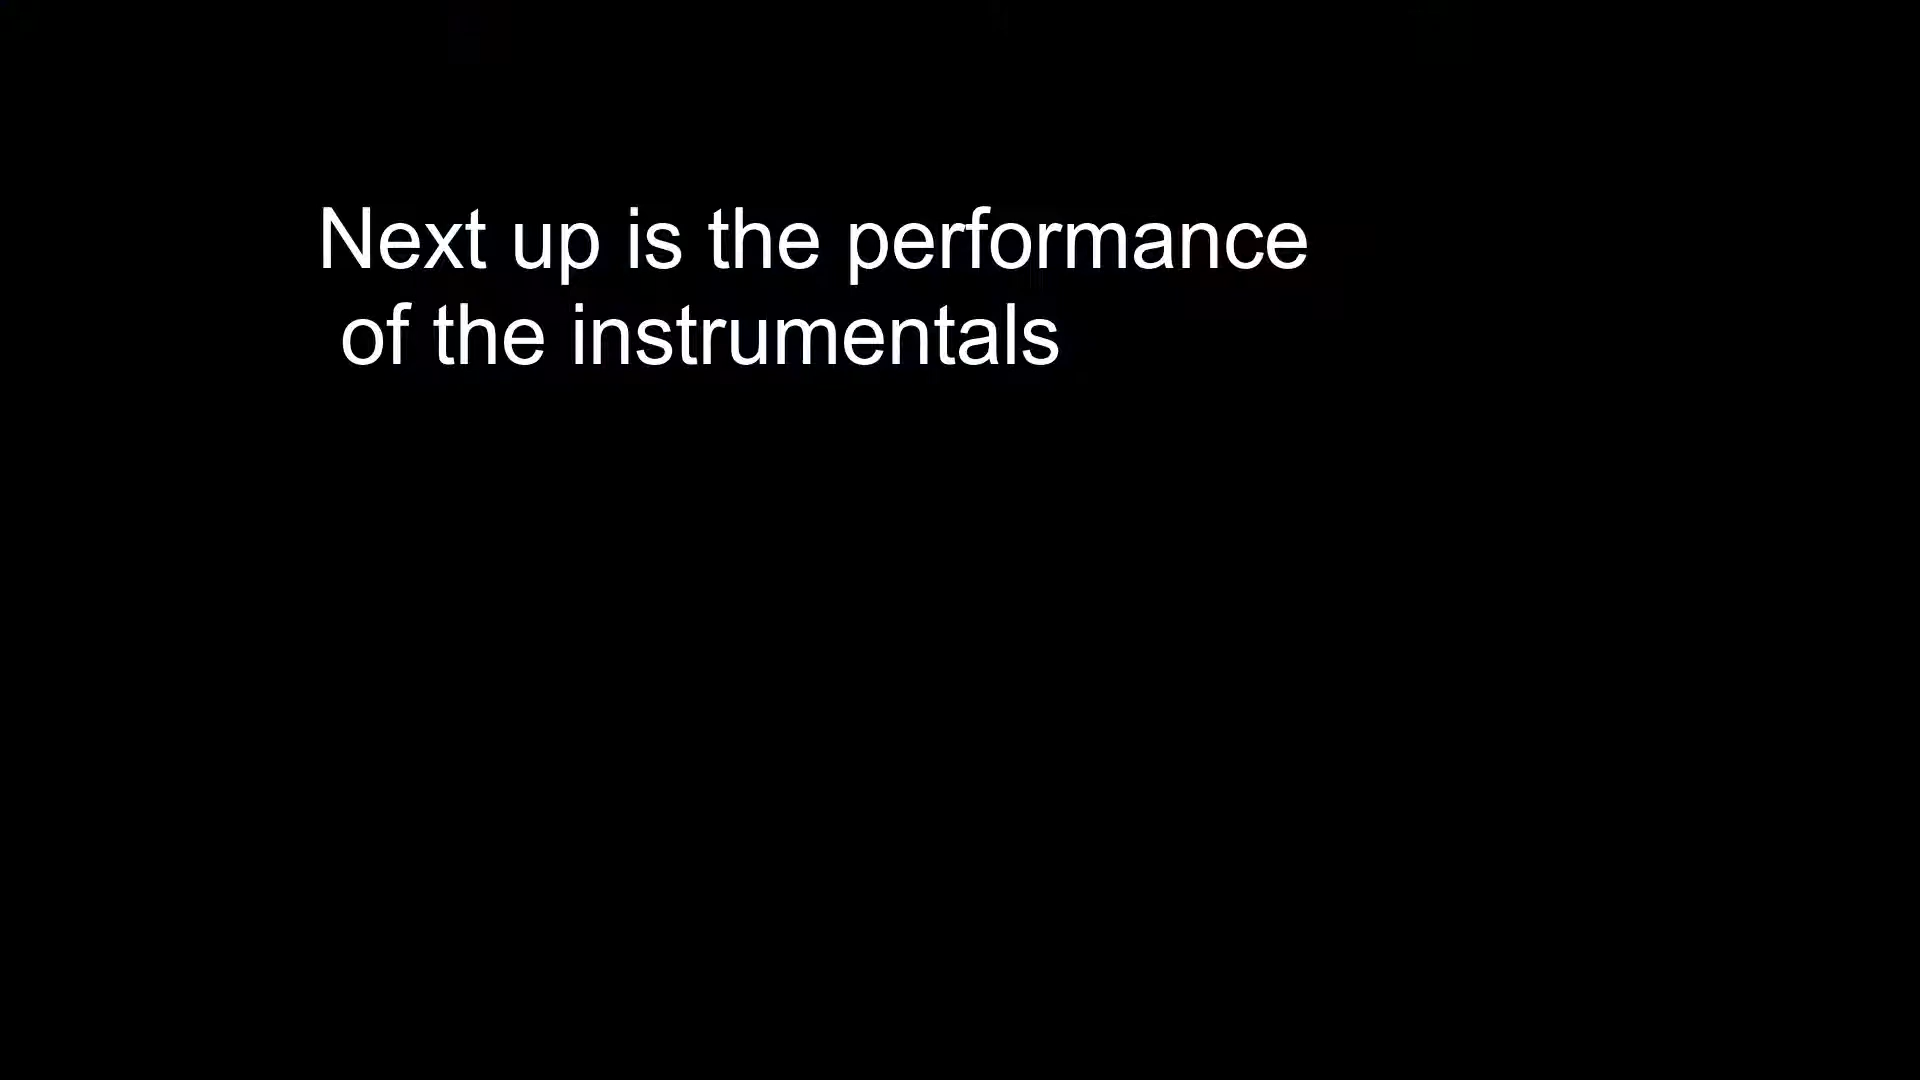 Next up is the performance
of the instrumentals